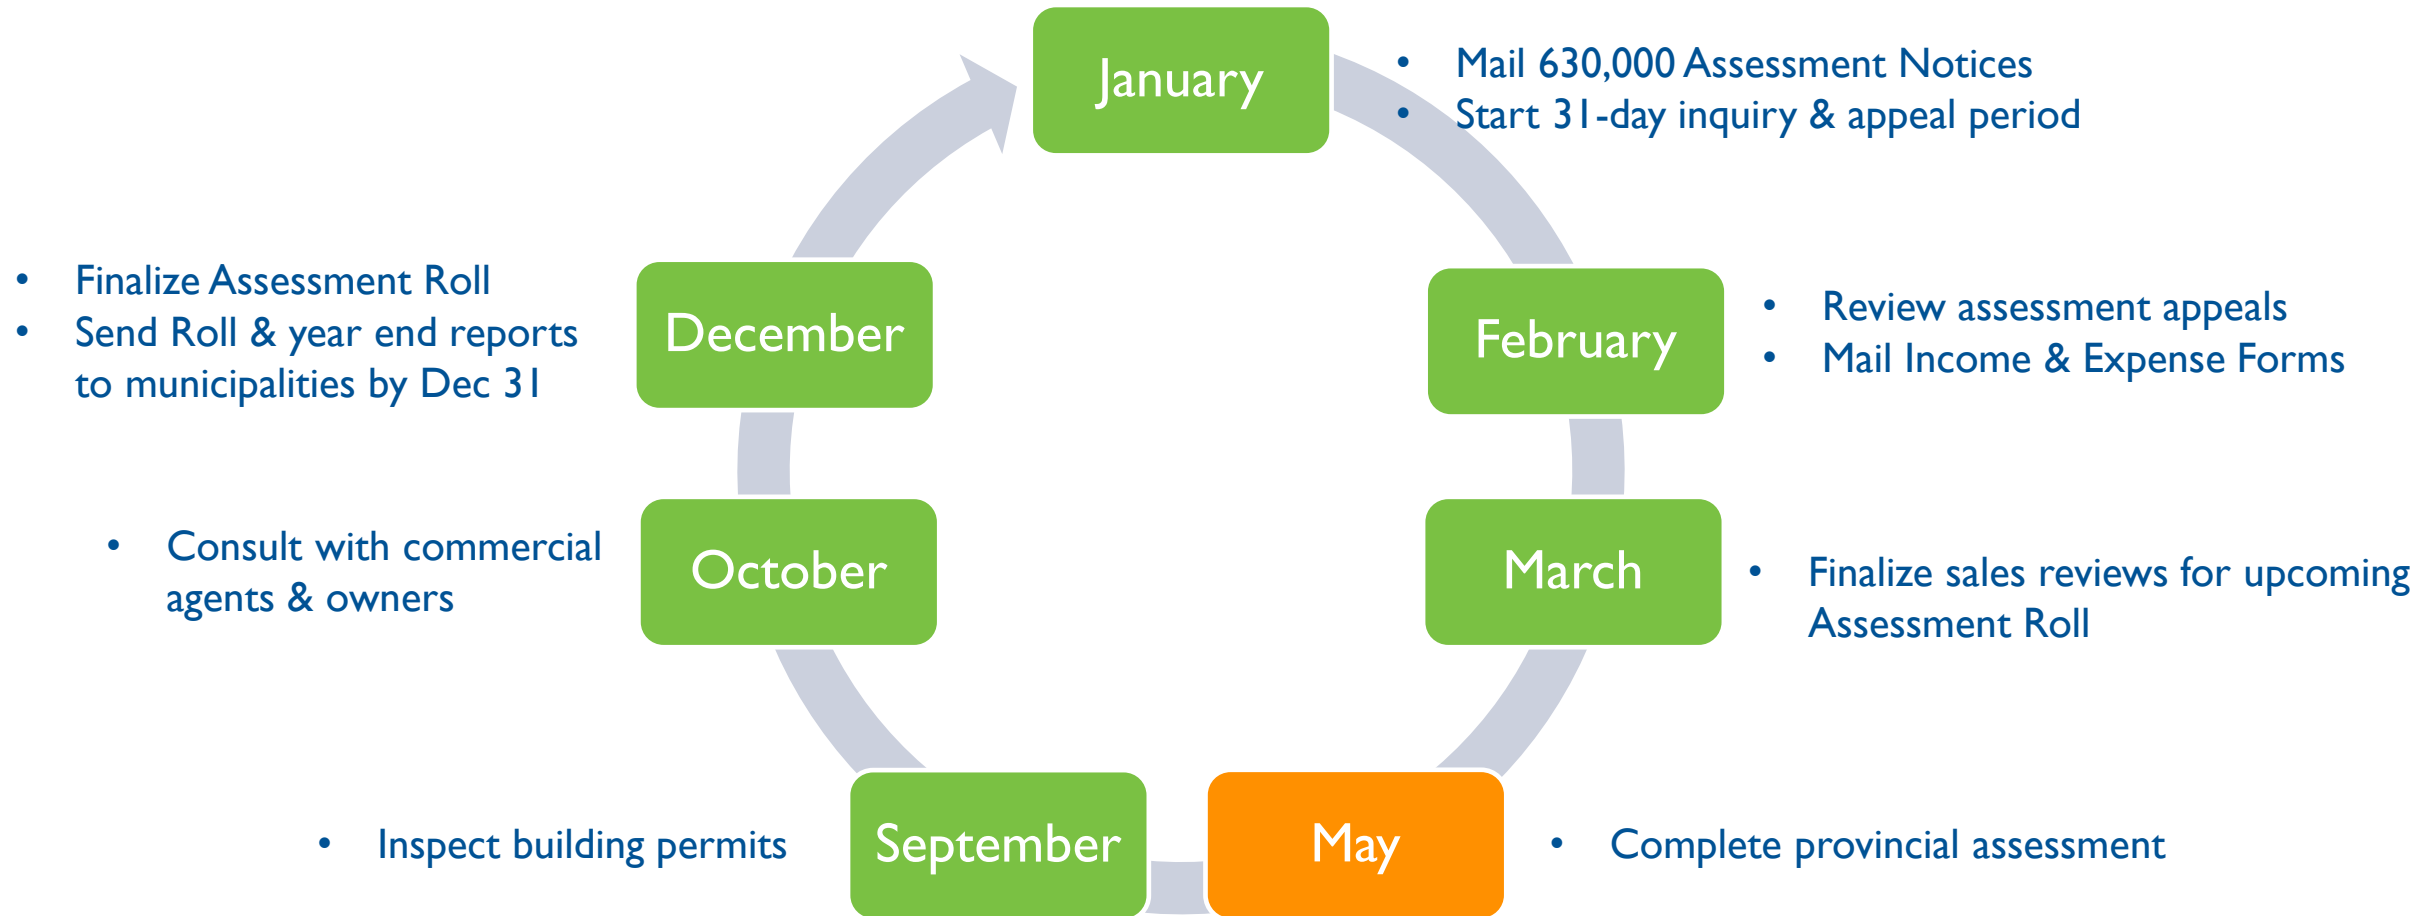 January
• Mail 630,000 Assessment Notices
• Start 31-day inquiry & appeal period
February
• Review assessment appeals
• Mail Income & Expense Forms
March
• Finalize sales reviews for upcoming
Assessment Roll
May
• Complete provincial assessment
September
• Inspect building permits
October
• Consult with commercial
agents & owners
December
• Finalize Assessment Roll
• Send Roll & year end reports
to municipalities by Dec 31